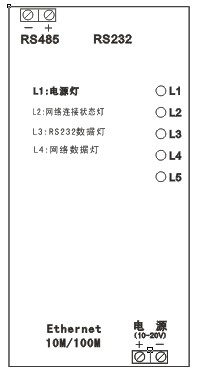 − +
RS485 RS232
L1:电源灯
L1
L2:网络连接状态灯
L2
L3:RS232数据灯
L3
L4:网络数据灯
L4
L5
Ethernet
10M/100M
电 源
(10-20V)
+ −